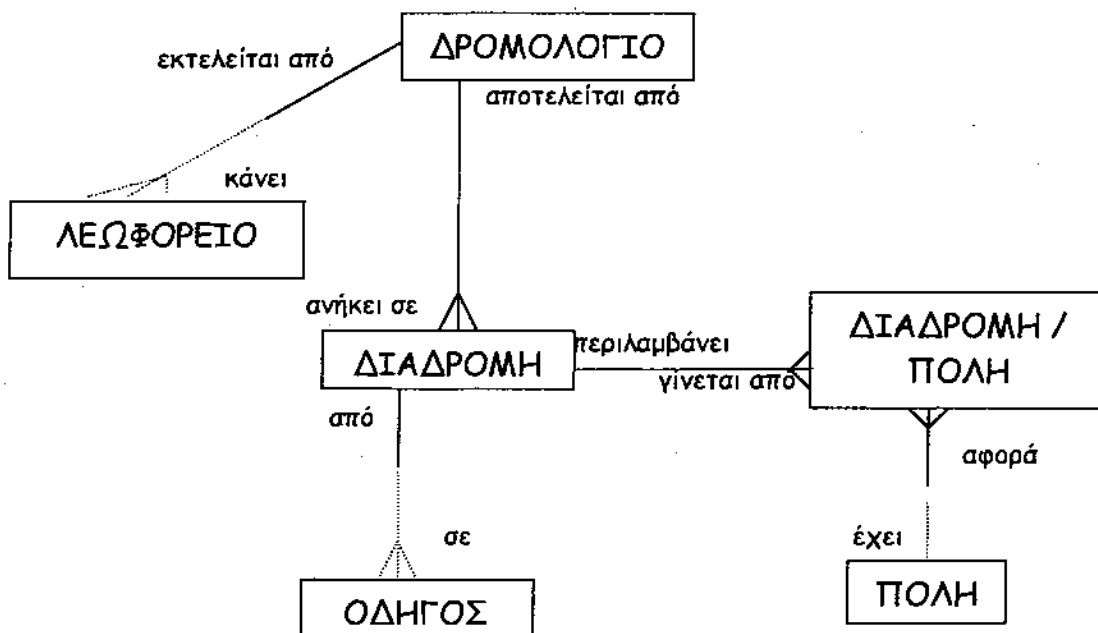 ΔΡΟΜΟΛΟΓΙΟ
εκτελείται από
αποτελείται από
κάνει
ΛΕΩΦΟΡΕΙΟ
ανήκει σε
ΔΙΑΔΡΟΜΗ
περιλαμβάνει
γίνεται από
ΔΙΑΔΡΟΜΗ /
ΠΟΛΗ
από
αφορά
σε
έχει
ΟΔΗΓΟΣ
ΠΟΛΗ